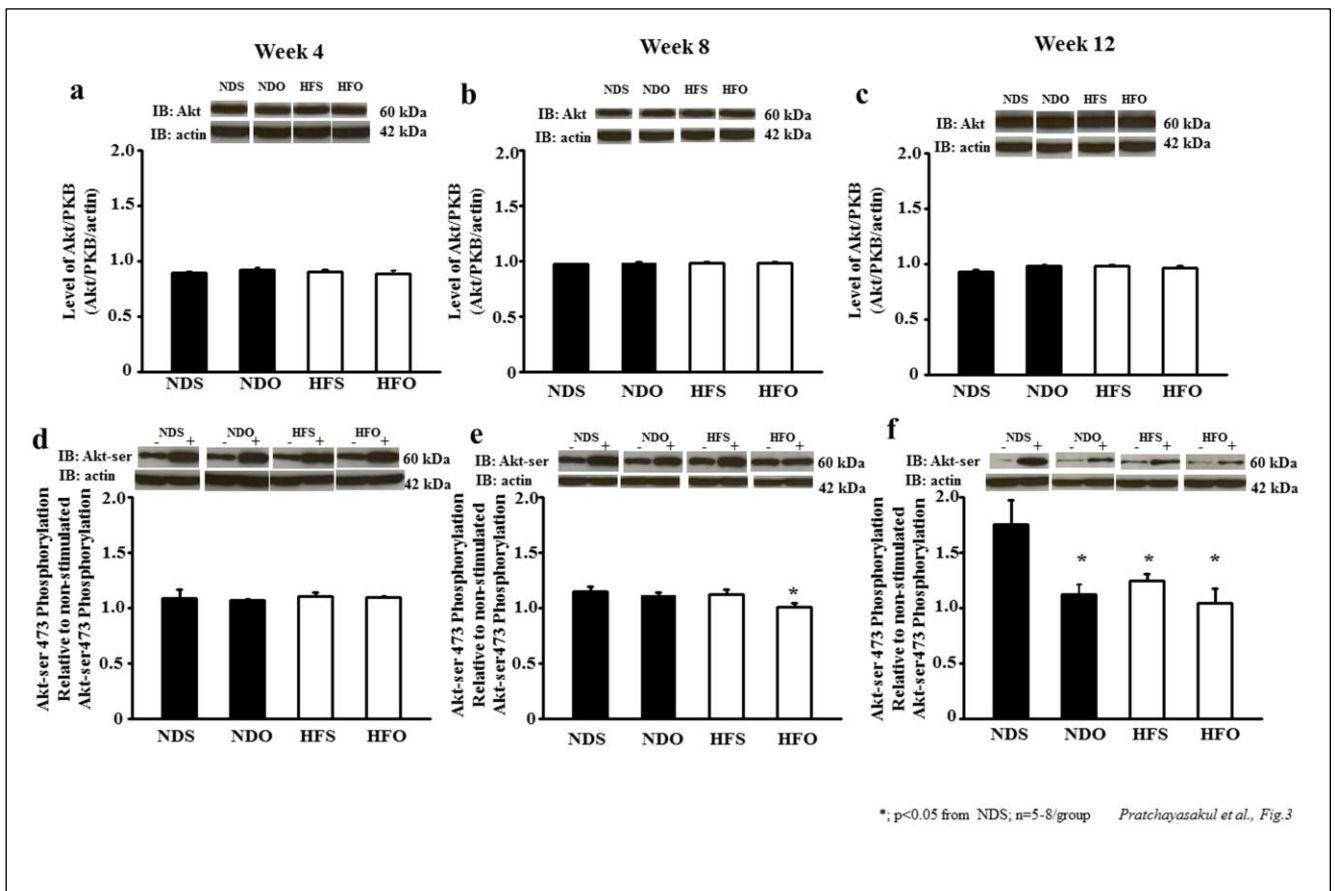 Week 4
Week 8
Week 12
a
NDS NDO HFS HFO
IB: Akt 60 kDa
IB: actin 42 kDa
Level of Akt/PKB
(Akt/PKB/actin)
2.0
1.5
1.0
0.5
0
NDS NDO HFS HFO
b
NDS NDO HFS HFO
IB: Akt 60 kDa
IB: actin 42 kDa
Level of Akt/PKB
(Akt/PKB/actin)
2.0
1.5
1.0
0.5
0
NDS NDO HFS HFO
c
NDS NDO HFS HFO
IB: Akt 60 kDa
IB: actin 42 kDa
Level of Akt/PKB
(Akt/PKB/actin)
2.0
1.5
1.0
0.5
0
NDS NDO HFS HFO
d
NDS NDO HFS HFO
- + - + - + - +
IB: Akt-ser 60 kDa
IB: actin 42 kDa
Akt-ser 473 Phosphorylation
Relative to non-stimulated
Akt-ser473 Phosphorylation
2.0
1.5
1.0
0.5
0
NDS NDO HFS HFO
e
NDS NDO HFS HFO
- + - + - + - +
IB: Akt-ser 60 kDa
IB: actin 42 kDa
Akt-ser 473 Phosphorylation
Relative to non-stimulated
Akt-ser473 Phosphorylation
2.0
1.5
1.0
0.5
0
*
NDS NDO HFS HFO
f
NDS NDO HFS HFO
- + - + - + - +
IB: Akt-ser 60 kDa
IB: actin 42 kDa
Akt-ser 473 Phosphorylation
Relative to non-stimulated
Akt-ser473 Phosphorylation
2.0
1.5
1.0
0.5
0
* * *
NDS NDO HFS HFO
*; p<0.05 from NDS; n=5-8/group Pratchayasakul et al., Fig.3